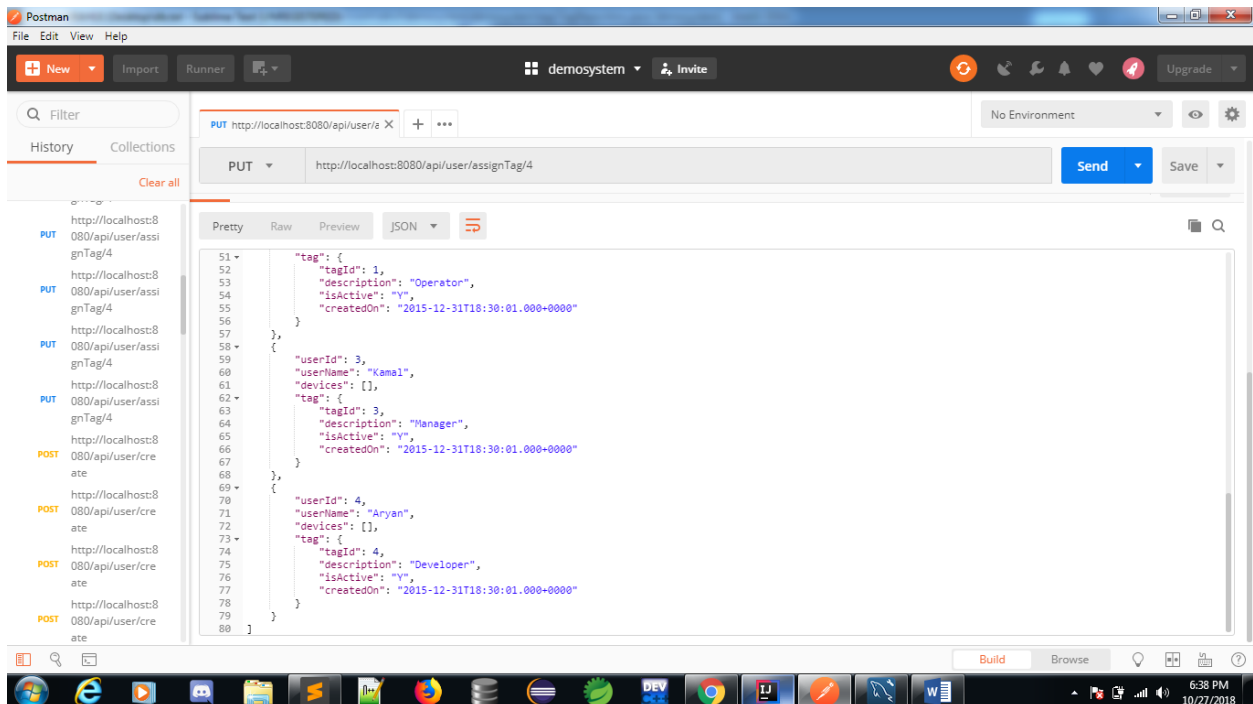 Postman
File Edit View Help
New Import Runner demosystem Invite Upgrade
Filter
History Collections
Clear all
PUT http://localhost:8080/api/user/a
No Environment
PUT http://localhost:8080/api/user/assignTag/4 Send Save
Pretty Raw Preview JSON
gnTag/4
PUT http://localhost:8
080/api/user/assi
gnTag/4
PUT http://localhost:8
080/api/user/assi
gnTag/4
PUT http://localhost:8
080/api/user/assi
gnTag/4
PUT http://localhost:8
080/api/user/assi
gnTag/4
POST http://localhost:8
080/api/user/cre
ate
POST http://localhost:8
080/api/user/cre
ate
POST http://localhost:8
080/api/user/cre
ate
POST http://localhost:8
080/api/user/cre
ate
51 "tag": {
52 "tagId": 1,
53 "description": "Operator",
54 "isActive": "Y",
55 "createdOn": "2015-12-31T18:30:01.000+0000"
56 }
57 },
58 {
59 "userId": 3,
60 "userName": "Kamal",
61 "devices": [],
62 "tag": {
63 "tagId": 3,
64 "description": "Manager",
65 "isActive": "Y",
66 "createdOn": "2015-12-31T18:30:01.000+0000"
67 }
68 },
69 {
70 "userId": 4,
71 "userName": "Aryan",
72 "devices": [],
73 "tag": {
74 "tagId": 4,
75 "description": "Developer",
76 "isActive": "Y",
77 "createdOn": "2015-12-31T18:30:01.000+0000"
78 }
79 }
80 ]
Build Browse
DEV
IJ
W
6:38 PM
10/27/2018